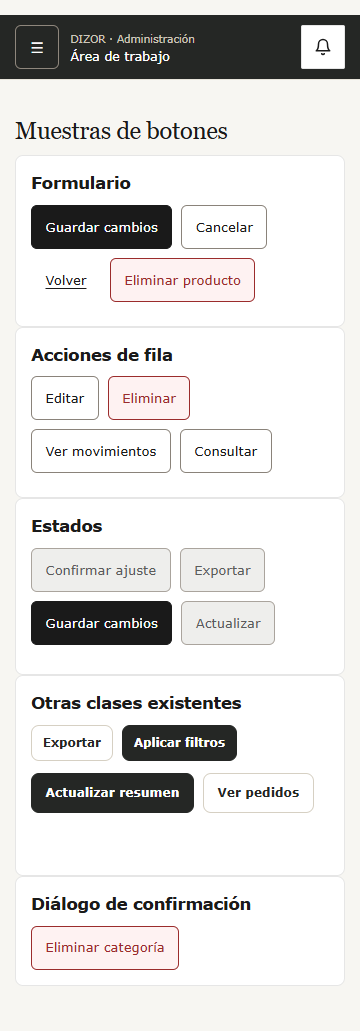 DIZOR · Administración
Área de trabajo
Muestras de botones
Formulario
Guardar cambios Cancelar
Volver Eliminar producto
Acciones de fila
Editar Eliminar
Ver movimientos Consultar
Estados
Confirmar ajuste Exportar
Guardar cambios Actualizar
Otras clases existentes
Exportar Aplicar filtros
Actualizar resumen Ver pedidos
Diálogo de confirmación
Eliminar categoría